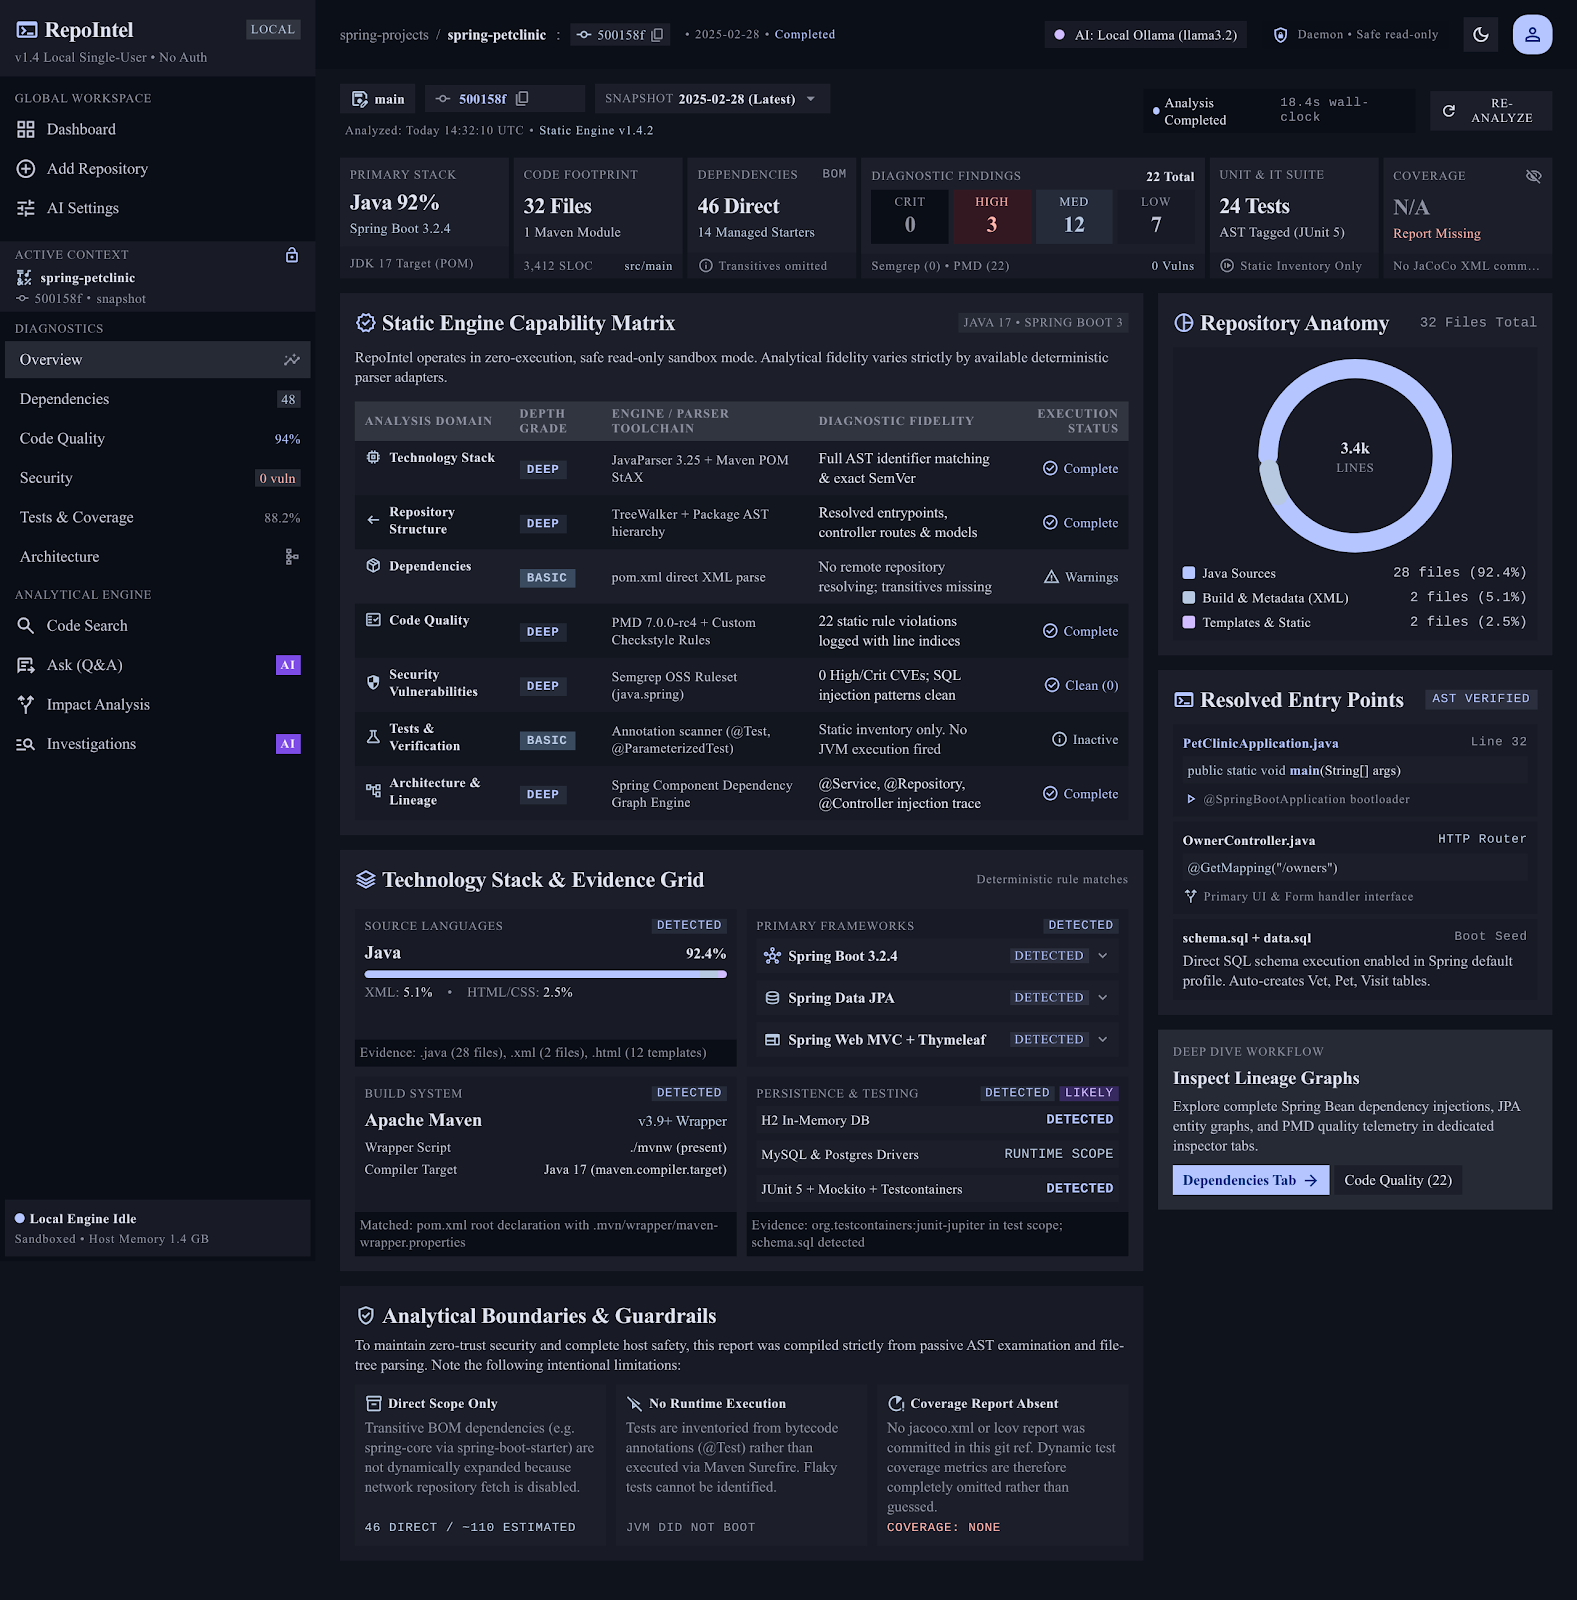 RepoIntel
LOCAL
v1.4 Local Single-User • No Auth
GLOBAL WORKSPACE
Dashboard
Add Repository
AI Settings
ACTIVE CONTEXT
spring-petclinic
500158f • snapshot
DIAGNOSTICS
Overview
Dependencies 48
Code Quality 94%
Security 0 vuln
Tests & Coverage 88.2%
Architecture
ANALYTICAL ENGINE
Code Search
Ask (Q&A) AI
Impact Analysis
Investigations AI
Local Engine Idle
Sandboxed • Host Memory 1.4 GB
spring-projects / spring-petclinic : 500158f • 2025-02-28 • Completed
AI: Local Ollama (llama3.2)
Daemon • Safe read-only
main
500158f
SNAPSHOT 2025-02-28 (Latest)
Analyzed: Today 14:32:10 UTC • Static Engine v1.4.2
Analysis
Completed
18.4s wall-
clock
RE-
ANALYZE
PRIMARY STACK
Java 92%
Spring Boot 3.2.4
JDK 17 Target (POM)
CODE FOOTPRINT
32 Files
1 Maven Module
3,412 SLOC src/main
DEPENDENCIES BOM
46 Direct
14 Managed Starters
Transitives omitted
DIAGNOSTIC FINDINGS 22 Total
CRIT
0
HIGH
3
MED
12
LOW
7
Semgrep (0) • PMD (22) 0 Vulns
UNIT & IT SUITE
24 Tests
AST Tagged (JUnit 5)
Static Inventory Only
COVERAGE
N/A
Report Missing
No JaCoCo XML comm...
Static Engine Capability Matrix
JAVA 17 • SPRING BOOT 3
RepoIntel operates in zero-execution, safe read-only sandbox mode. Analytical fidelity varies strictly by available deterministic
parser adapters.
ANALYSIS DOMAIN
DEPTH
GRADE
ENGINE / PARSER
TOOLCHAIN
DIAGNOSTIC FIDELITY
EXECUTION
STATUS
Technology Stack
DEEP
JavaParser 3.25 + Maven POM
StAX
Full AST identifier matching
& exact SemVer
Complete
Repository
Structure
DEEP
TreeWalker + Package AST
hierarchy
Resolved entrypoints,
controller routes & models
Complete
Dependencies
BASIC
pom.xml direct XML parse
No remote repository
resolving; transitives missing
Warnings
Code Quality
DEEP
PMD 7.0.0-rc4 + Custom
Checkstyle Rules
22 static rule violations
logged with line indices
Complete
Security
Vulnerabilities
DEEP
Semgrep OSS Ruleset
(java.spring)
0 High/Crit CVEs; SQL
injection patterns clean
Clean (0)
Tests &
Verification
BASIC
Annotation scanner (@Test,
@ParameterizedTest)
Static inventory only. No
JVM execution fired
Inactive
Architecture &
Lineage
DEEP
Spring Component Dependency
Graph Engine
@Service, @Repository,
@Controller injection trace
Complete
Technology Stack & Evidence Grid
Deterministic rule matches
SOURCE LANGUAGES DETECTED
Java 92.4%
XML: 5.1% • HTML/CSS: 2.5%
Evidence: .java (28 files), .xml (2 files), .html (12 templates)
PRIMARY FRAMEWORKS DETECTED
Spring Boot 3.2.4 DETECTED
Spring Data JPA DETECTED
Spring Web MVC + Thymeleaf DETECTED
BUILD SYSTEM DETECTED
Apache Maven v3.9+ Wrapper
Wrapper Script ./mvnw (present)
Compiler Target Java 17 (maven.compiler.target)
Matched: pom.xml root declaration with .mvn/wrapper/maven-
wrapper.properties
PERSISTENCE & TESTING DETECTED LIKELY
H2 In-Memory DB DETECTED
MySQL & Postgres Drivers RUNTIME SCOPE
JUnit 5 + Mockito + Testcontainers DETECTED
Evidence: org.testcontainers:junit-jupiter in test scope;
schema.sql detected
Analytical Boundaries & Guardrails
To maintain zero-trust security and complete host safety, this report was compiled strictly from passive AST examination and file-
tree parsing. Note the following intentional limitations:
Direct Scope Only
Transitive BOM dependencies (e.g.
spring-core via spring-boot-starter) are
not dynamically expanded because
network repository fetch is disabled.
46 DIRECT / ~110 ESTIMATED
No Runtime Execution
Tests are inventoried from bytecode
annotations (@Test) rather than
executed via Maven Surefire. Flaky
tests cannot be identified.
JVM DID NOT BOOT
Coverage Report Absent
No jacoco.xml or lcov report was
committed in this git ref. Dynamic test
coverage metrics are therefore
completely omitted rather than
guessed.
COVERAGE: NONE
Repository Anatomy
32 Files Total
3.4k
LINES
Java Sources 28 files (92.4%)
Build & Metadata (XML) 2 files (5.1%)
Templates & Static 2 files (2.5%)
Resolved Entry Points
AST VERIFIED
PetClinicApplication.java Line 32
public static void main(String[] args)
@SpringBootApplication bootloader
OwnerController.java HTTP Router
@GetMapping("/owners")
Primary UI & Form handler interface
schema.sql + data.sql Boot Seed
Direct SQL schema execution enabled in Spring default
profile. Auto-creates Vet, Pet, Visit tables.
DEEP DIVE WORKFLOW
Inspect Lineage Graphs
Explore complete Spring Bean dependency injections, JPA
entity graphs, and PMD quality telemetry in dedicated
inspector tabs.
Dependencies Tab
Code Quality (22)